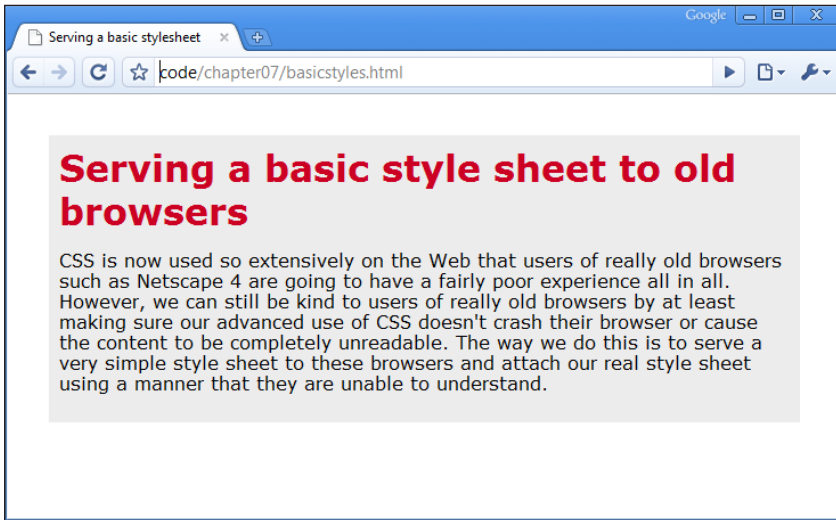 Google
Serving a basic stylesheet
code/chapter07/basicstyles.html
Serving a basic style sheet to old
browsers
CSS is now used so extensively on the Web that users of really old browsers
such as Netscape 4 are going to have a fairly poor experience all in all.
However, we can still be kind to users of really old browsers by at least
making sure our advanced use of CSS doesn't crash their browser or cause
the content to be completely unreadable. The way we do this is to serve a
very simple style sheet to these browsers and attach our real style sheet
using a manner that they are unable to understand.